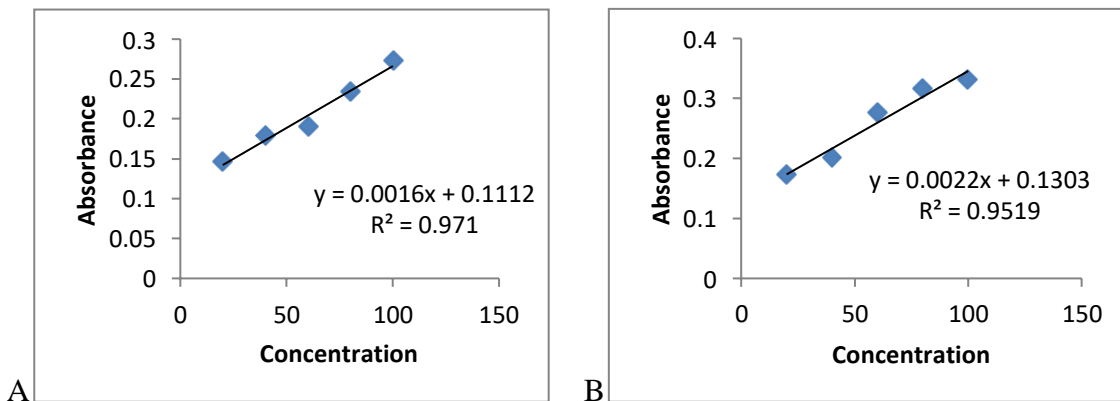 0.3
0.25
0.2
0.15
0.1
0.05
0
0
50
100
150
Absorbance
Concentration
y = 0.0016x + 0.1112
R² = 0.971
A
0.4
0.3
0.2
0.1
0
0
50
100
150
Absorbance
Concentration
y = 0.0022x + 0.1303
R² = 0.9519
B